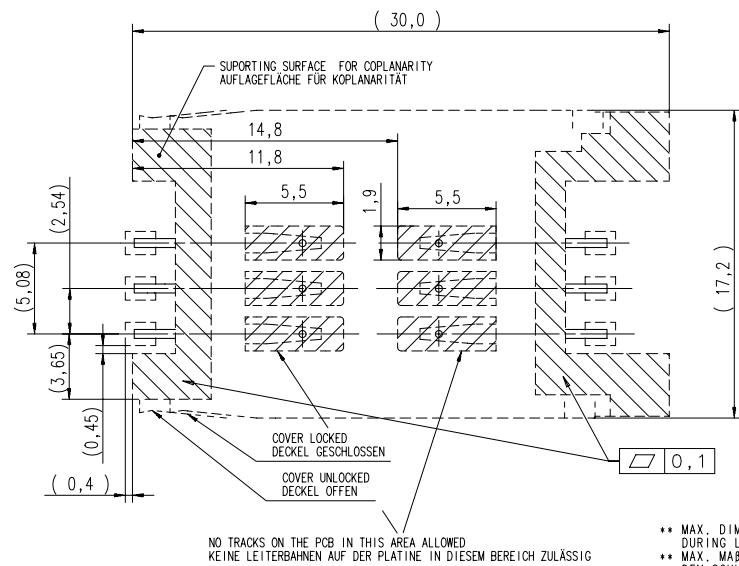 ( 30,0 )
SUPORTING SURFACE FOR COPLANARITY
AUFLAGEFLÄCHE FÜR KOPLANARITÄT
14,8
11,8
5,5
1,9
5,5
(2,54)
(5,08)
(3,65)
(0,45)
( 0,4 )
( 17,2 )
COVER LOCKED
DECKEL GESCHLOSSEN
COVER UNLOCKED
DECKEL OFFEN
0,1
NO TRACKS ON THE PCB IN THIS AREA ALLOWED
KEINE LEITERBAHNEN AUF DER PLATINE IN DIESEM BEREICH ZULÄSSIG
** MAX. DIM
DURING L
** MAX. MAß